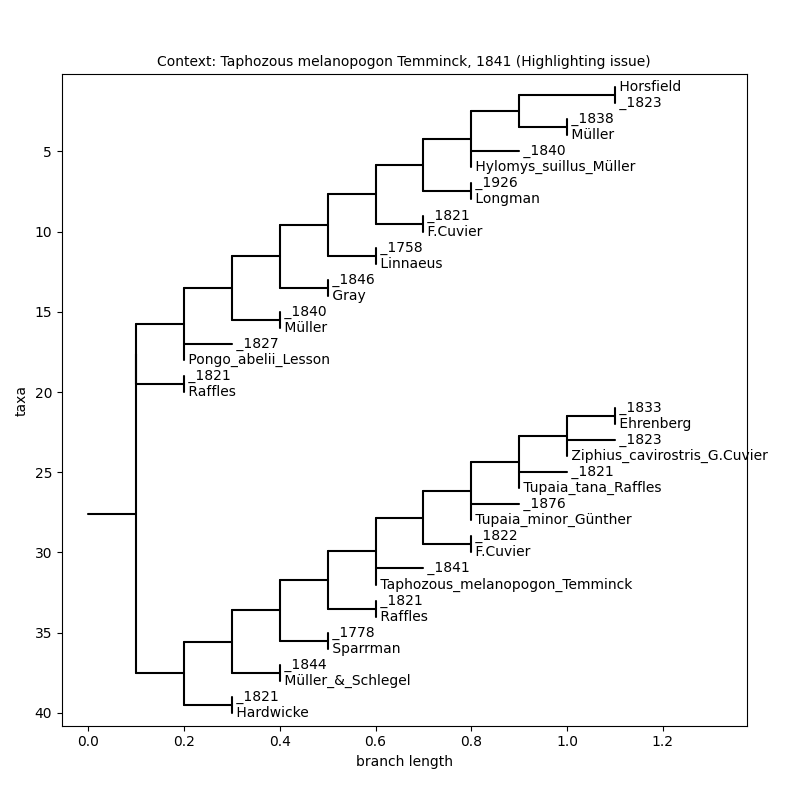 Context: Taphozous melanopogon Temminck, 1841 (Highlighting issue)
Horsfield
_1823
_1838
Müller
_1840
Hylomys_suillus_Müller
_1926
Longman
_1821
F.Cuvier
_1758
Linnaeus
_1846
Gray
_1840
Müller
_1827
Pongo_abelii_Lesson
_1821
Raffles
_1833
Ehrenberg
_1823
Ziphius_cavirostris_G.Cuvier
_1821
Tupaia_tana_Raffles
_1876
Tupaia_minor_Günther
_1822
F.Cuvier
_1841
Taphozous_melanopogon_Temminck
_1821
Raffles
_1778
Sparrman
_1844
Müller_&_Schlegel
_1821
Hardwicke
5
10
15
20
25
30
35
40
taxa
0.0 0.2 0.4 0.6 0.8 1.0 1.2
branch length